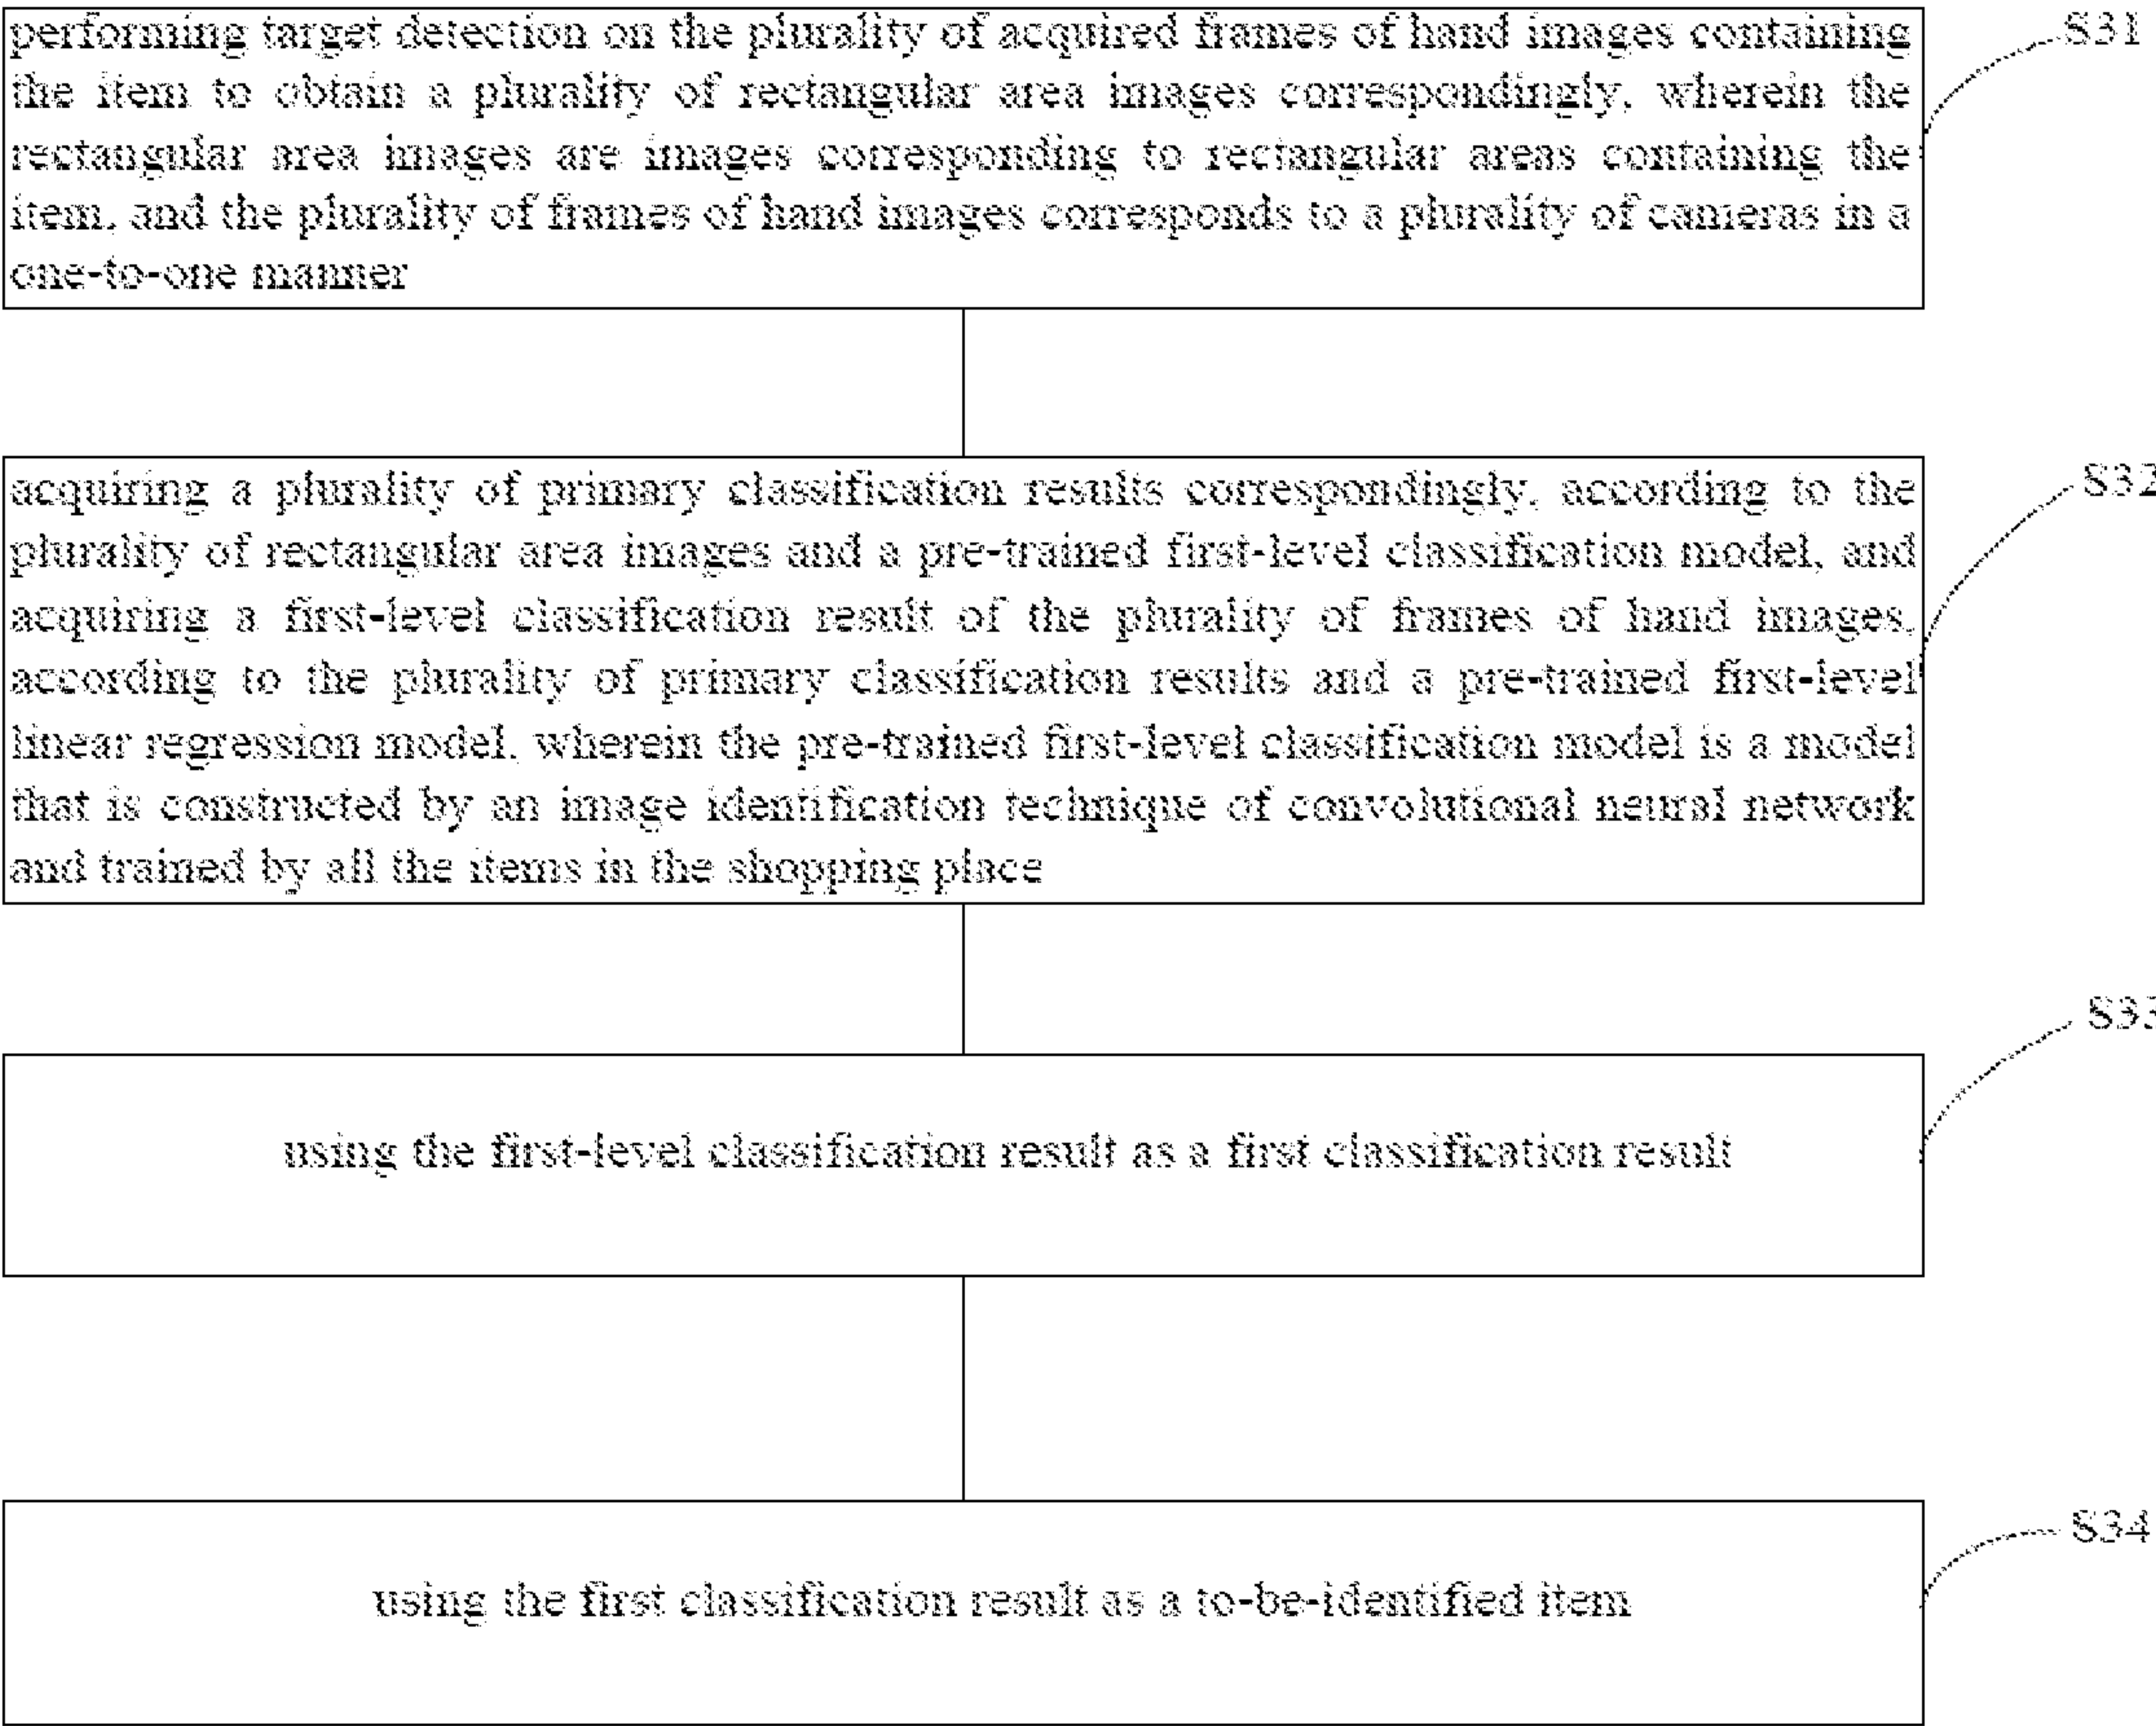 performing target detection on the plurality of acquired frames of hand images containing
S31
the item to obtain a plurality of rectangular area images correspondingly, wherein the
rectangular area images are images corresponding to rectangular areas containing the
item, and the plurality of frames of hand images corresponds to a plurality of cameras in a
one-to-one manner
acquiring a plurality of primary classification results correspondingly, according to the
S32
plurality of rectangular area images and a pre-trained first-level classification model, and
acquiring a first-level classification result of the plurality of frames of hand images,
according to the plurality of primary classification results and a pre-trained first-level
linear regression model, wherein the pre-trained first-level classification model is a model
that is constructed by an image identification technique of convolutional neural network
and trained by all the items in the shopping place
S33
using the first-level classification result as a first classification result
S34
using the first classification result as a to-be-identified item